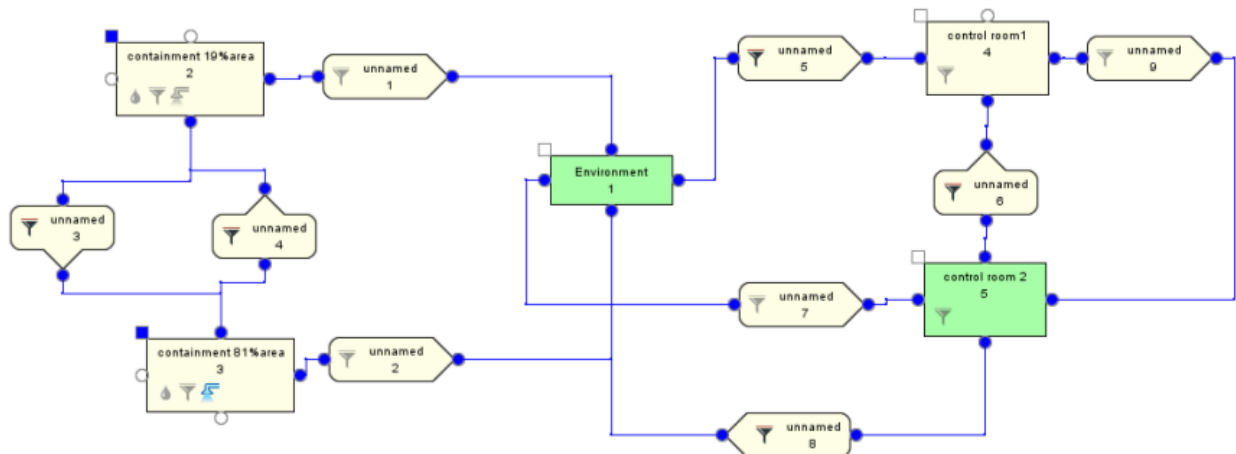 containment 19%area
2
unnamed
1
unnamed
3
unnamed
4
containment 81%area
3
unnamed
2
Environment
1
unnamed
5
control room1
4
unnamed
9
unnamed
6
unnamed
7
control room 2
5
unnamed
8